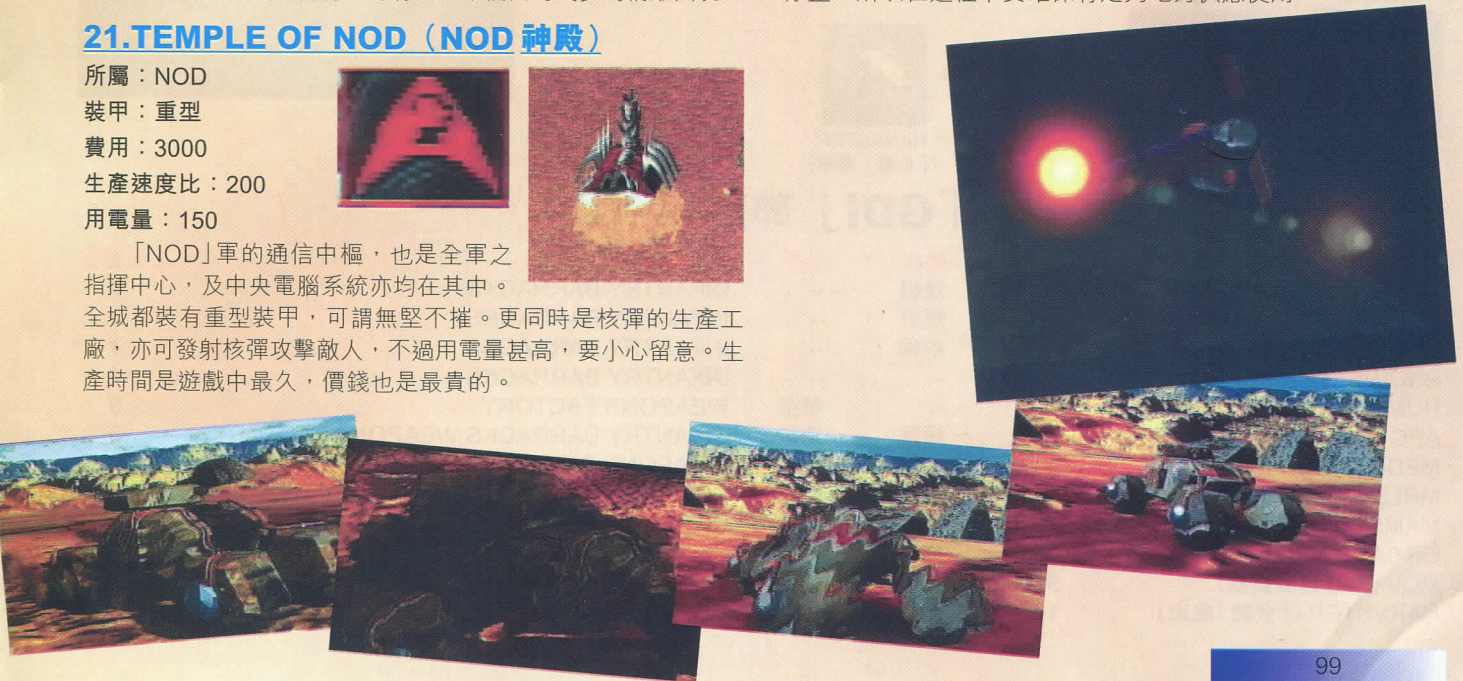 21.TEMPLE OF NOD（NOD 神殿）
所屬：NOD
裝甲：重型
費用：3000
生產速度比：200
用電量：150
「NOD」軍的通信中樞，也是全軍之
指揮中心，及中央電腦系統亦均在其中。
全城都裝有重型裝甲，可謂無堅不摧。更同時是核彈的生產工
廠，亦可發射核彈攻擊敵人，不過用電量甚高，要小心留意。生
產時間是遊戲中最久，價錢也是最貴的。
99